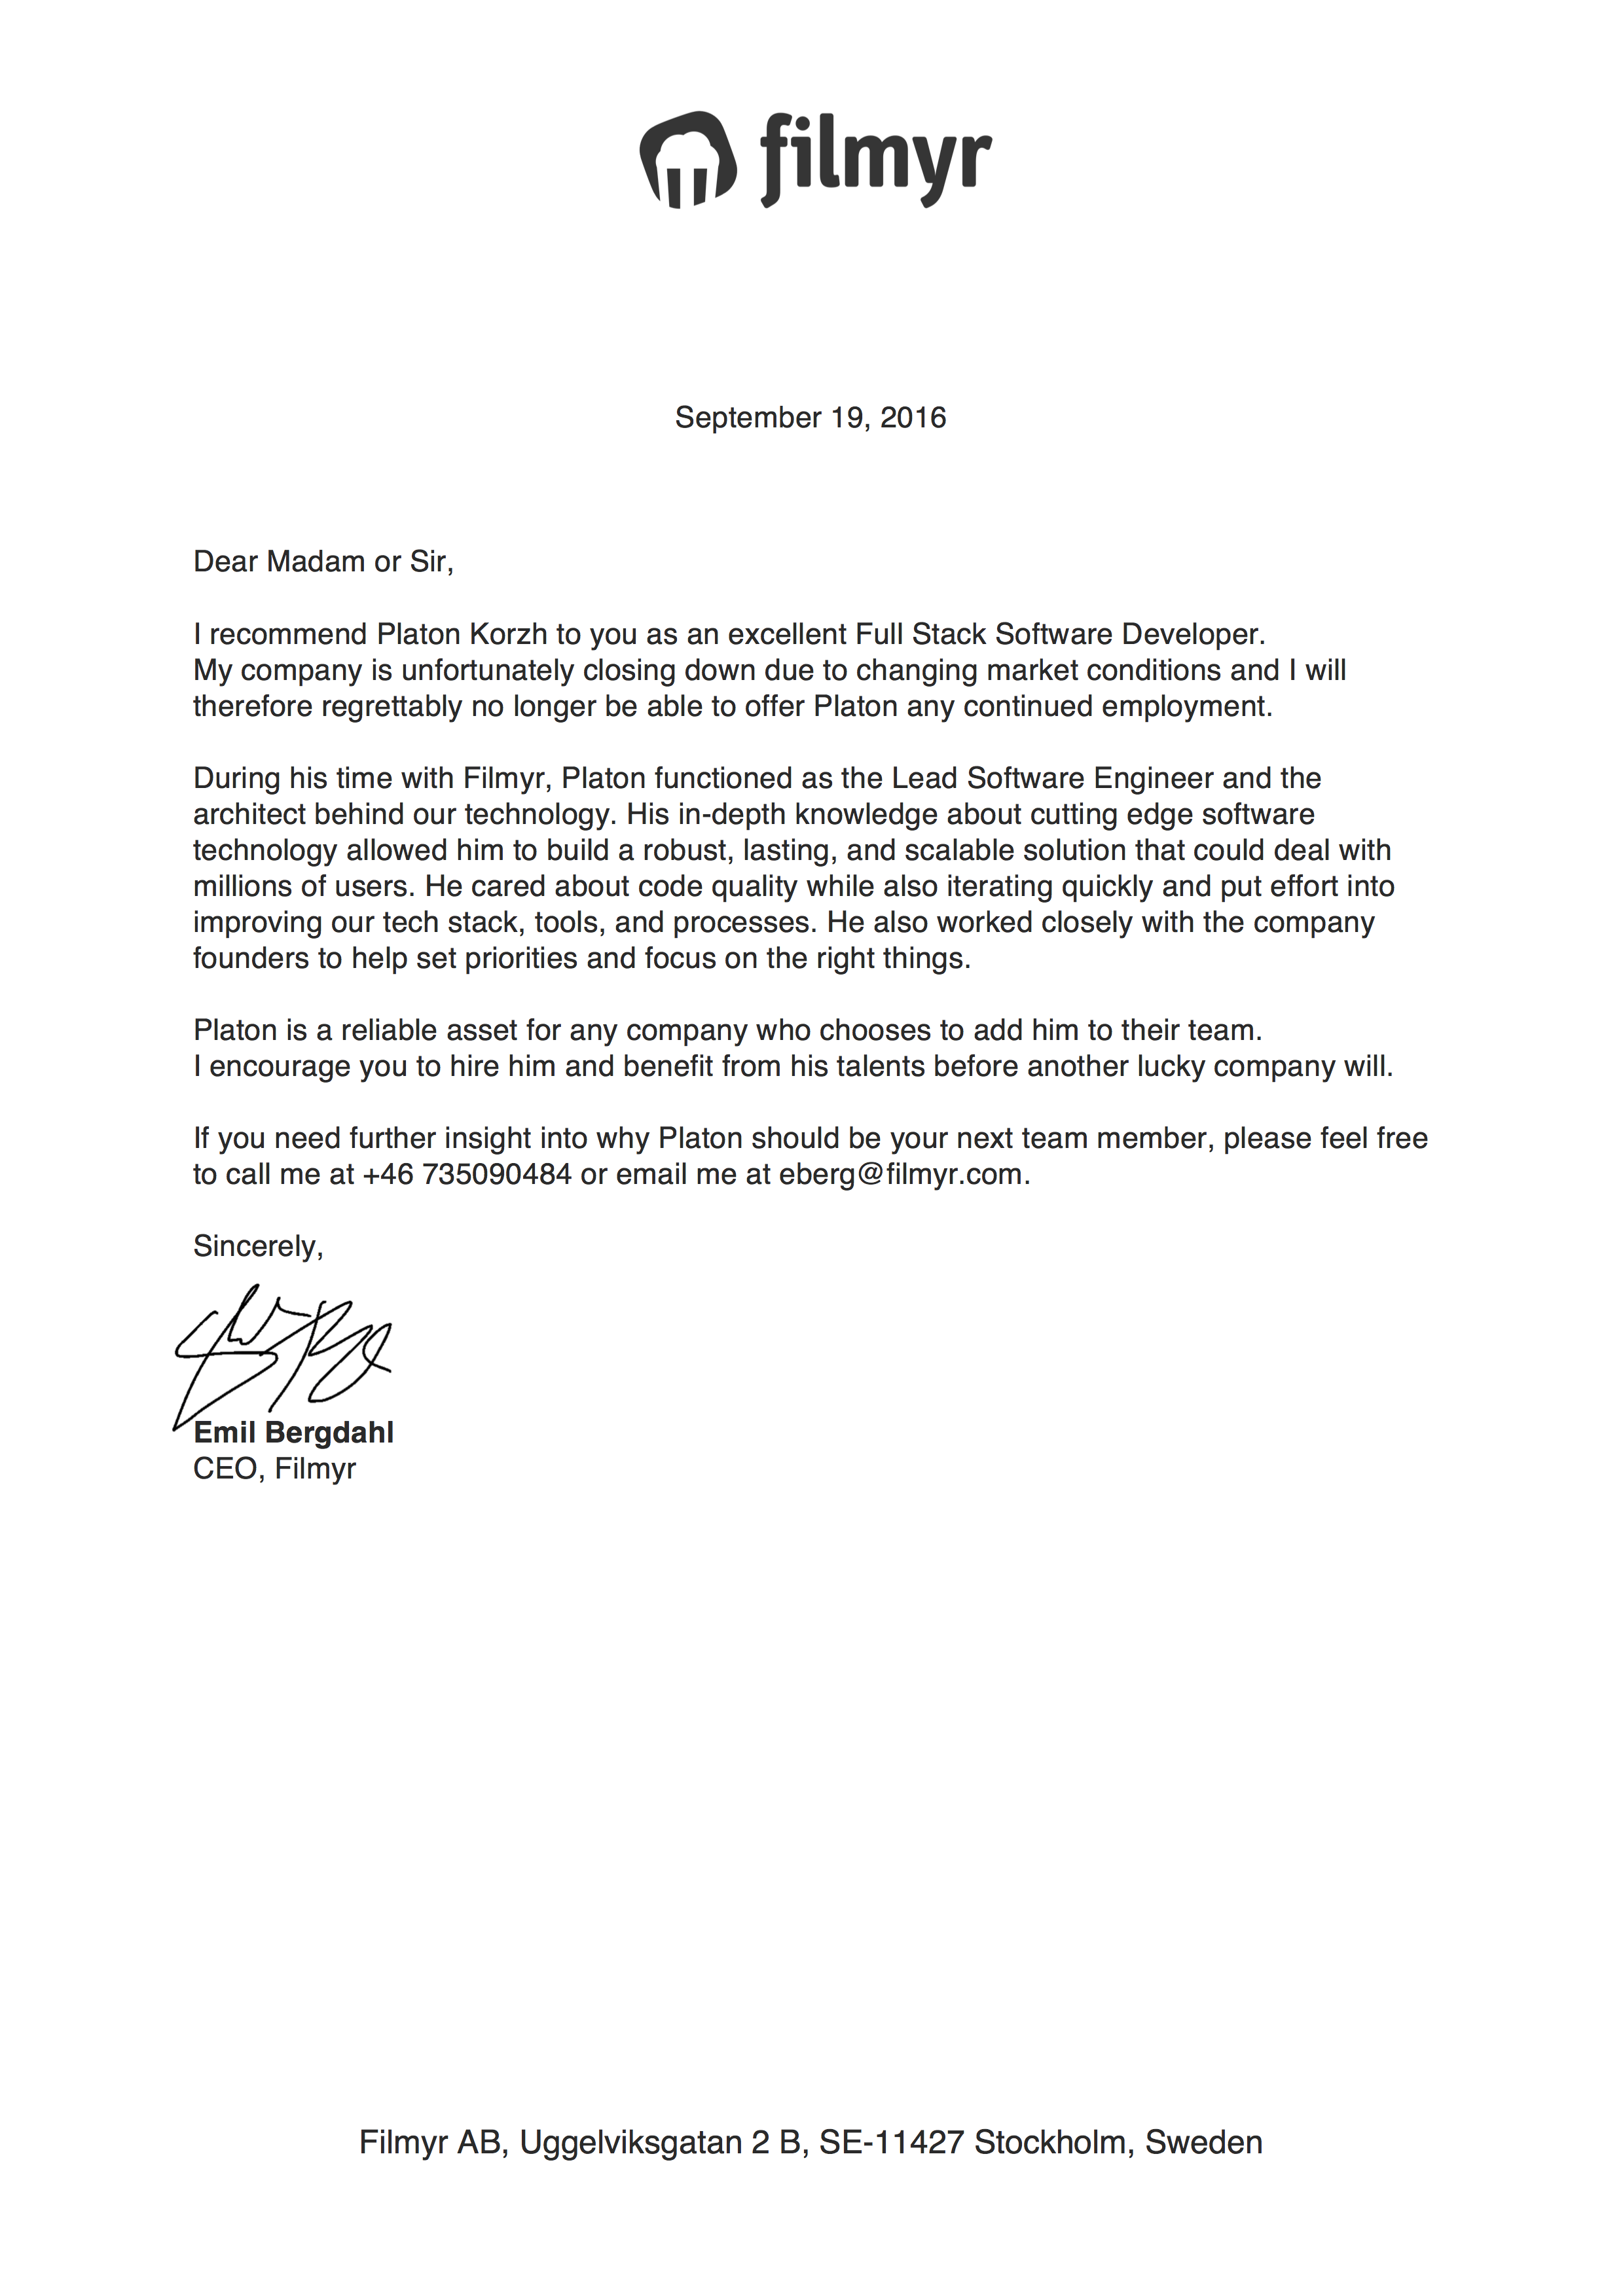 filmyr
September 19, 2016
Dear Madam or Sir,
I recommend Platon Korzh to you as an excellent Full Stack Software Developer.
My company is unfortunately closing down due to changing market conditions and I will
therefore regrettably no longer be able to offer Platon any continued employment.
During his time with Filmyr, Platon functioned as the Lead Software Engineer and the
architect behind our technology. His in-depth knowledge about cutting edge software
technology allowed him to build a robust, lasting, and scalable solution that could deal with
millions of users. He cared about code quality while also iterating quickly and put effort into
improving our tech stack, tools, and processes. He also worked closely with the company
founders to help set priorities and focus on the right things.
Platon is a reliable asset for any company who chooses to add him to their team.
I encourage you to hire him and benefit from his talents before another lucky company will.
If you need further insight into why Platon should be your next team member, please feel free
to call me at +46 735090484 or email me at eberg@filmyr.com.
Sincerely,
Emil Bergdahl
CEO, Filmyr
Filmyr AB, Uggelviksgatan 2 B, SE-11427 Stockholm, Sweden